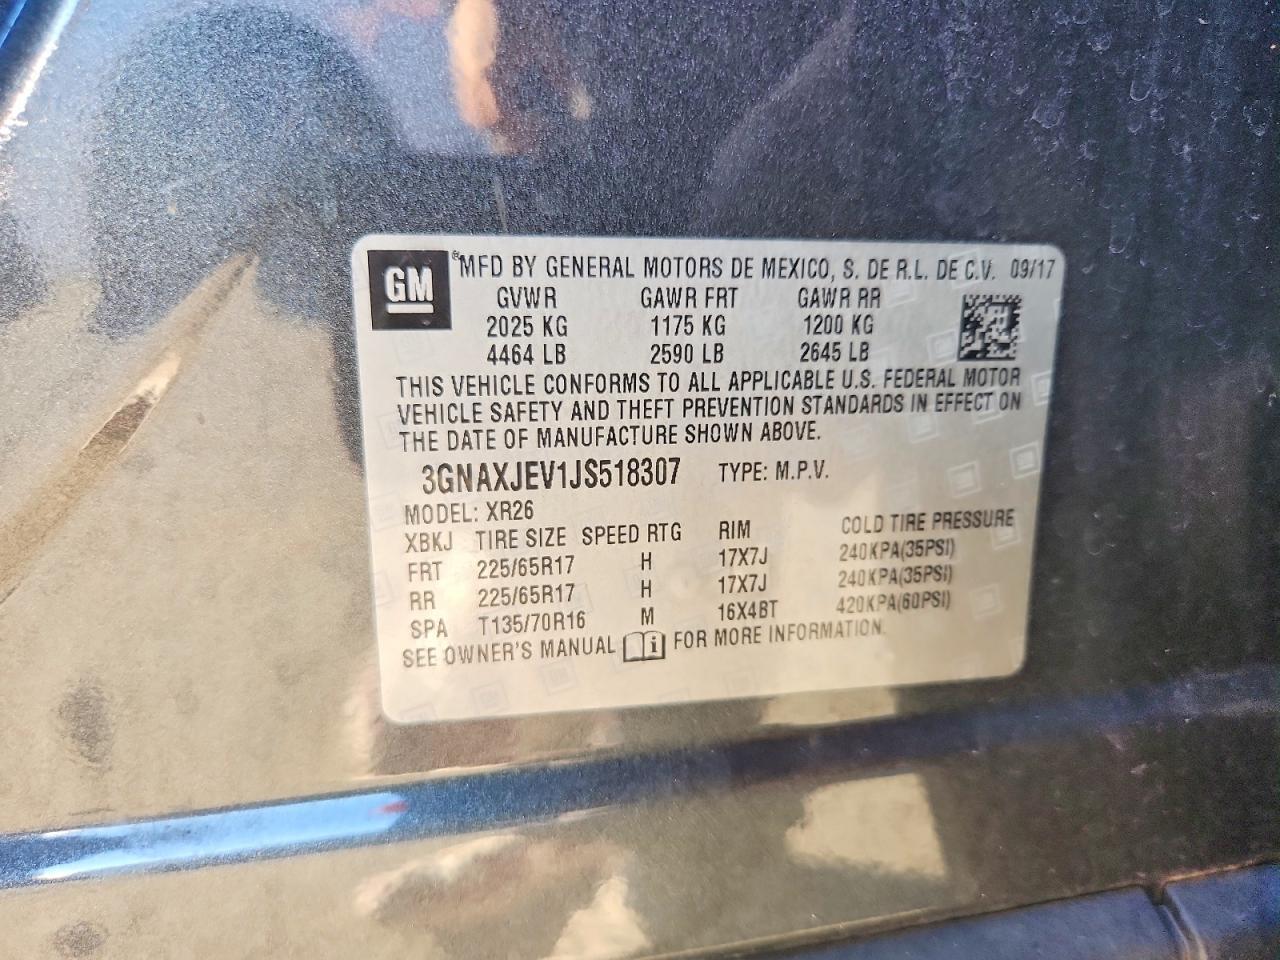 GM ®MFD BY GENERAL MOTORS DE MEXICO, S. DE R.L. DE C.V. 09/17
GVWR GAWR FRT GAWR RR
2025 KG 1175 KG 1200 KG
4464 LB 2590 LB 2645 LB
THIS VEHICLE CONFORMS TO ALL APPLICABLE U.S. FEDERAL MOTOR
VEHICLE SAFETY AND THEFT PREVENTION STANDARDS IN EFFECT ON
THE DATE OF MANUFACTURE SHOWN ABOVE.
3GNAXJEV1JS518307 TYPE: M.P.V.
MODEL: XR26
XBKJ TIRE SIZE SPEED RTG RIM COLD TIRE PRESSURE
FRT 225/65R17 H 17X7J 240KPA(35PSI)
RR 225/65R17 H 17X7J 240KPA(35PSI)
SPA T135/70R16 M 16X4BT 420KPA(60PSI)
SEE OWNER'S MANUAL FOR MORE INFORMATION.